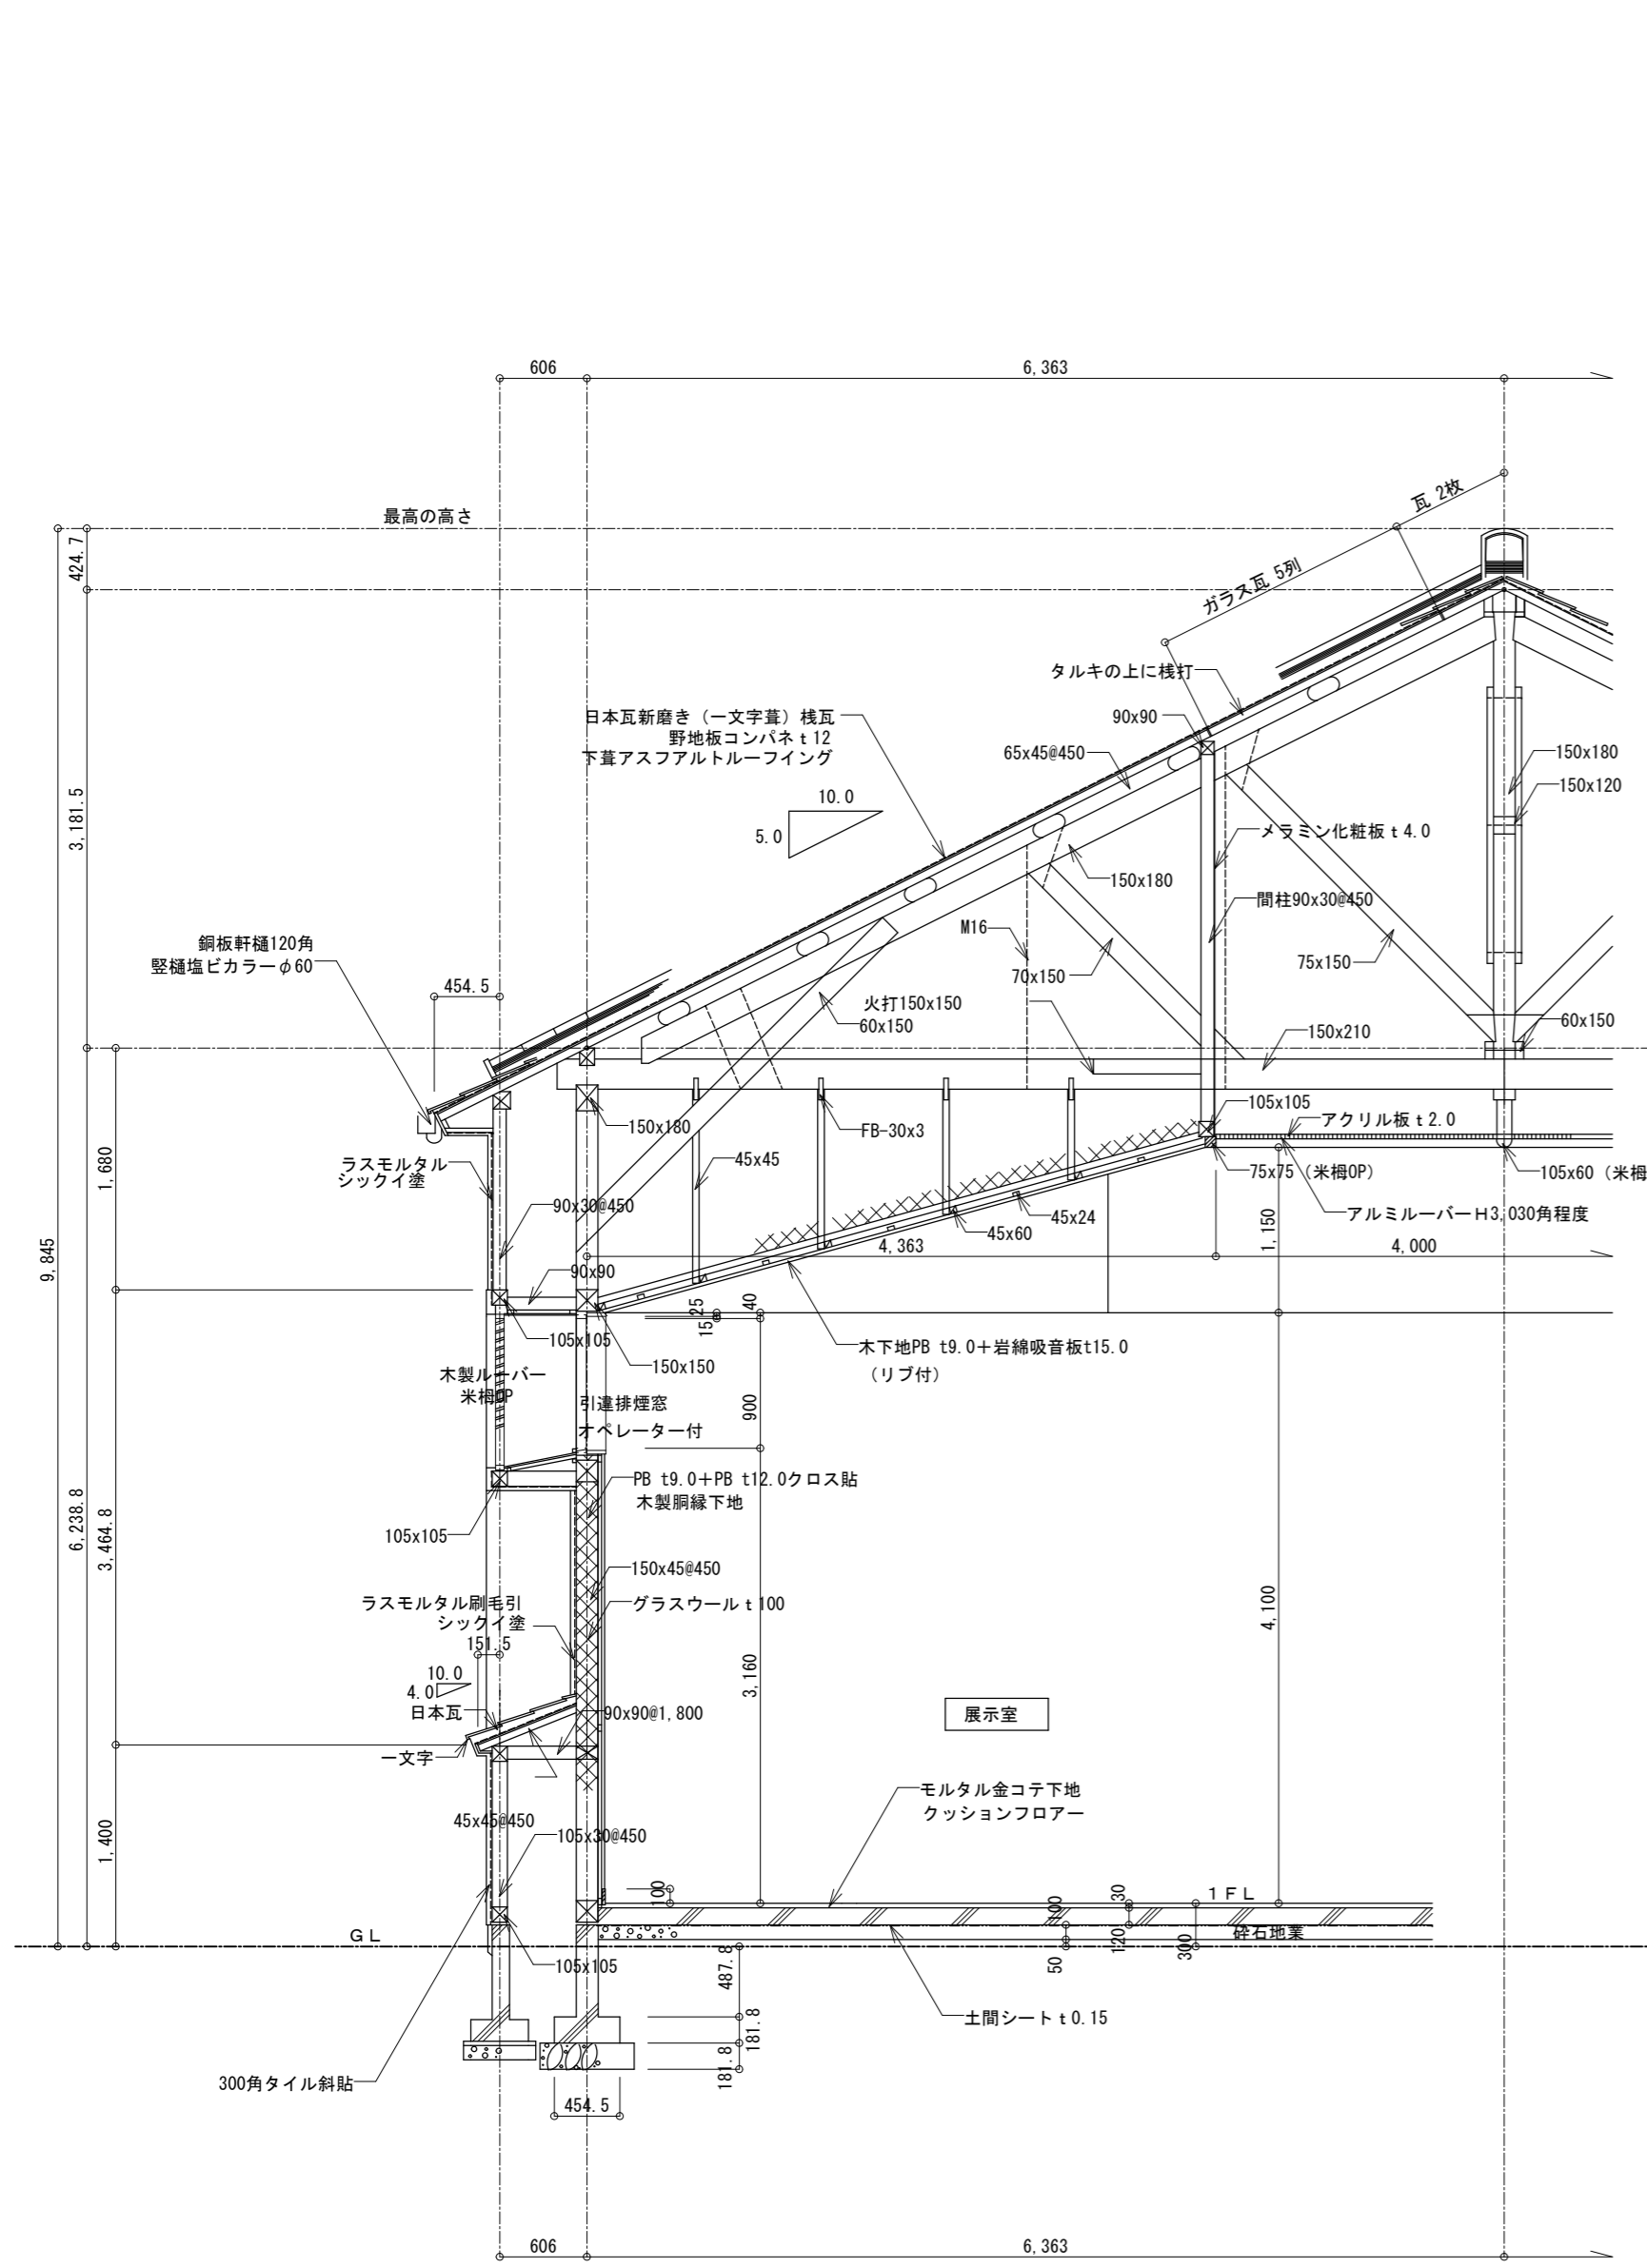 606
6,363
瓦 2枚
最高の高さ
424.7
ガラス瓦 5列
タルキの上に桟打
日本瓦新磨き（一文字葺）桟瓦
野地板コンパネｔ12
下葺アスフアルトルーフイング
90x90
65x45@450
150x180
150x120
10.0
5.0
3,181.5
メラミン化粧板ｔ4.0
150x180
間柱90x30@450
M16
銅板軒樋120角
竪樋塩ビカラーφ60
70x150
75x150
454.5
火打150x150
60x150
60x150
150x210
105x105
アクリル板ｔ2.0
150x180
FB-30x3
ラスモルタル
シックイ塗
45x45
75x75（米栂OP）
105x60（米栂
1,680
90x30@450
45x24
アルミルーバーＨ3,030角程度
45x60
1,150
4,363
4,000
9,845
90x90
25
15
40
105x105
木下地PB t9.0＋岩綿吸音板t15.0
（リブ付）
150x150
木製ルーバー
米栂OP
引違排煙窓
オペレーター付
900
PB t9.0＋PB t12.0クロス貼
木製胴縁下地
6,238.8
3,464.8
105x105
150x45@450
ラスモルタル刷毛引
シックイ塗
グラスウールｔ100
4,100
151.5
10.0
4.0
日本瓦
3,160
90x90@1,800
展示室
一文字
モルタル金コテ下地
クッションフロアー
1,400
45x45@450
105x30@450
100
30
１ＦＬ
100
ＧＬ
砕石地業
105x105
487.8
50
120
300
土間シートｔ0.15
181.8
181.8
300角タイル斜貼
454.5
606
6,363